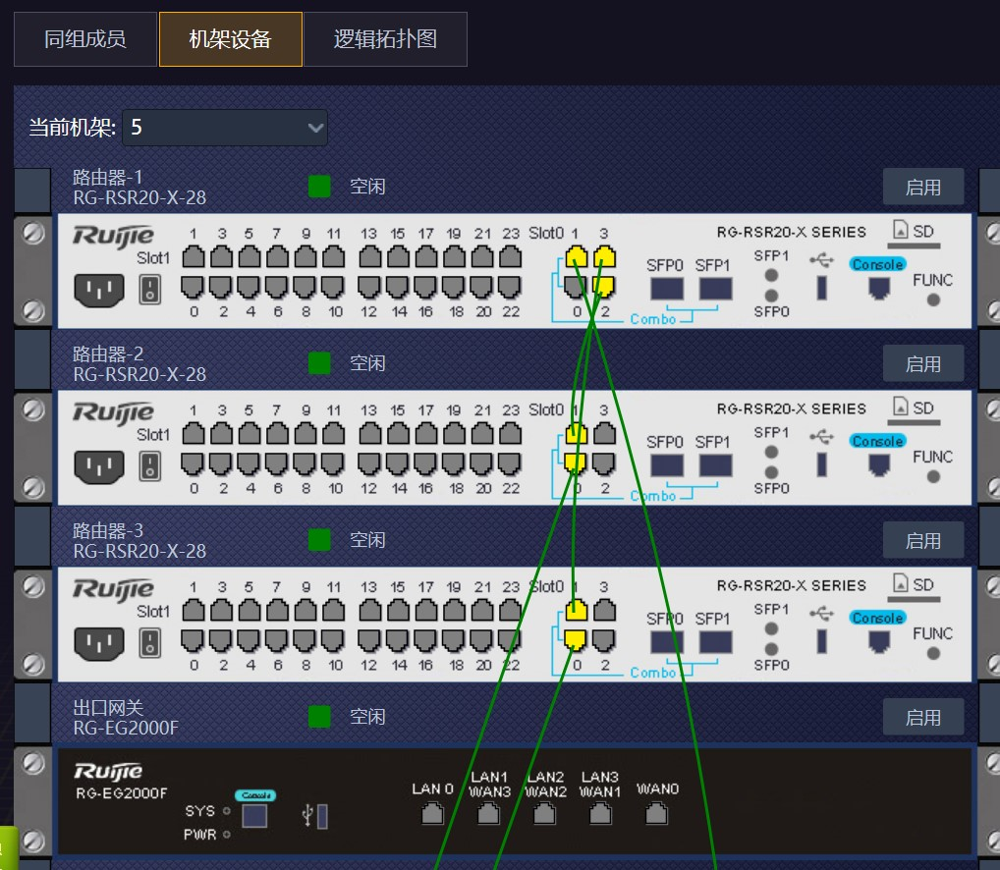 同组成员 机架设备 逻辑拓扑图
当前机架: 5
路由器-1
RG-RSR20-X-28 空闲 启用
Ruijie 1 3 5 7 9 11 13 15 17 19 21 23 Slot0 1 3 RG-RSR20-X SERIES SD
Slot1 SFP0 SFP1 SFP1 Console FUNC
0 2 4 6 8 10 12 14 16 18 20 22 0 2 Combo SFP0
路由器-2
RG-RSR20-X-28 空闲 启用
Ruijie 1 3 5 7 9 11 13 15 17 19 21 23 Slot0 1 3 RG-RSR20-X SERIES SD
Slot1 SFP0 SFP1 SFP1 Console FUNC
0 2 4 6 8 10 12 14 16 18 20 22 0 2 Combo SFP0
路由器-3
RG-RSR20-X-28 空闲 启用
Ruijie 1 3 5 7 9 11 13 15 17 19 21 23 Slot0 1 3 RG-RSR20-X SERIES SD
Slot1 SFP0 SFP1 SFP1 Console FUNC
0 2 4 6 8 10 12 14 16 18 20 22 0 2 Combo SFP0
出口网关
RG-EG2000F 空闲 启用
Ruijie
RG-EG2000F Console
SYS
PWR
LAN 0 LAN1 LAN2 LAN3
WAN3 WAN2 WAN1 WAN0